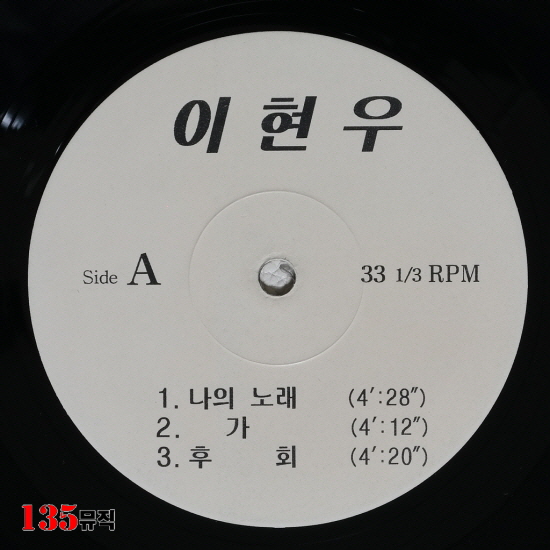 이현우
Side A
33 1/3 RPM
1. 나의 노래 (4′:28″)
2. 가 (4′:12″)
3. 후 회 (4′:20″)
135뮤직